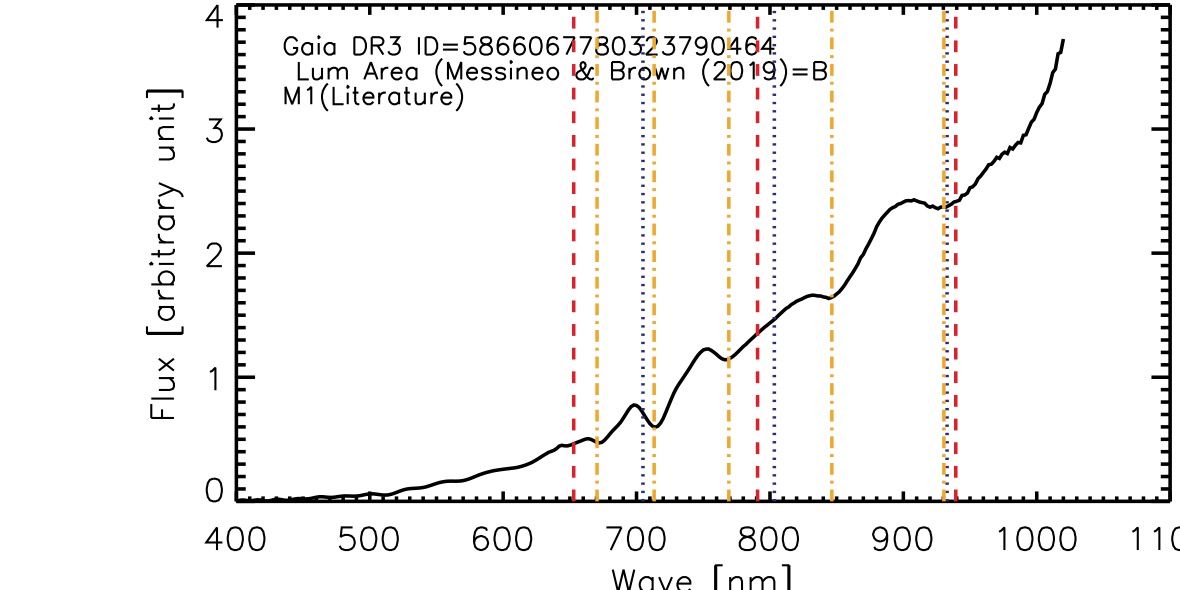 4
Gaia DR3 ID=5866067780323790464
Lum Area (Messineo & Brown (2019)=B
M1(Literature)
3
2
1
0
Flux [arbitrary unit]
400 500 600 700 800 900 1000 110
Wave [nm]